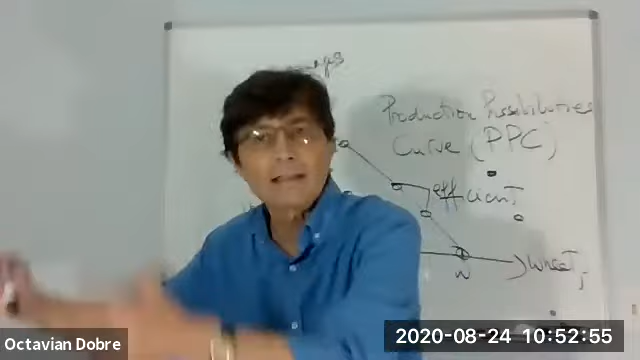 Production Possibilities
Curve (PPC)
efficient
W
wheat
Octavian Dobre
2020-08-24 10:52:55